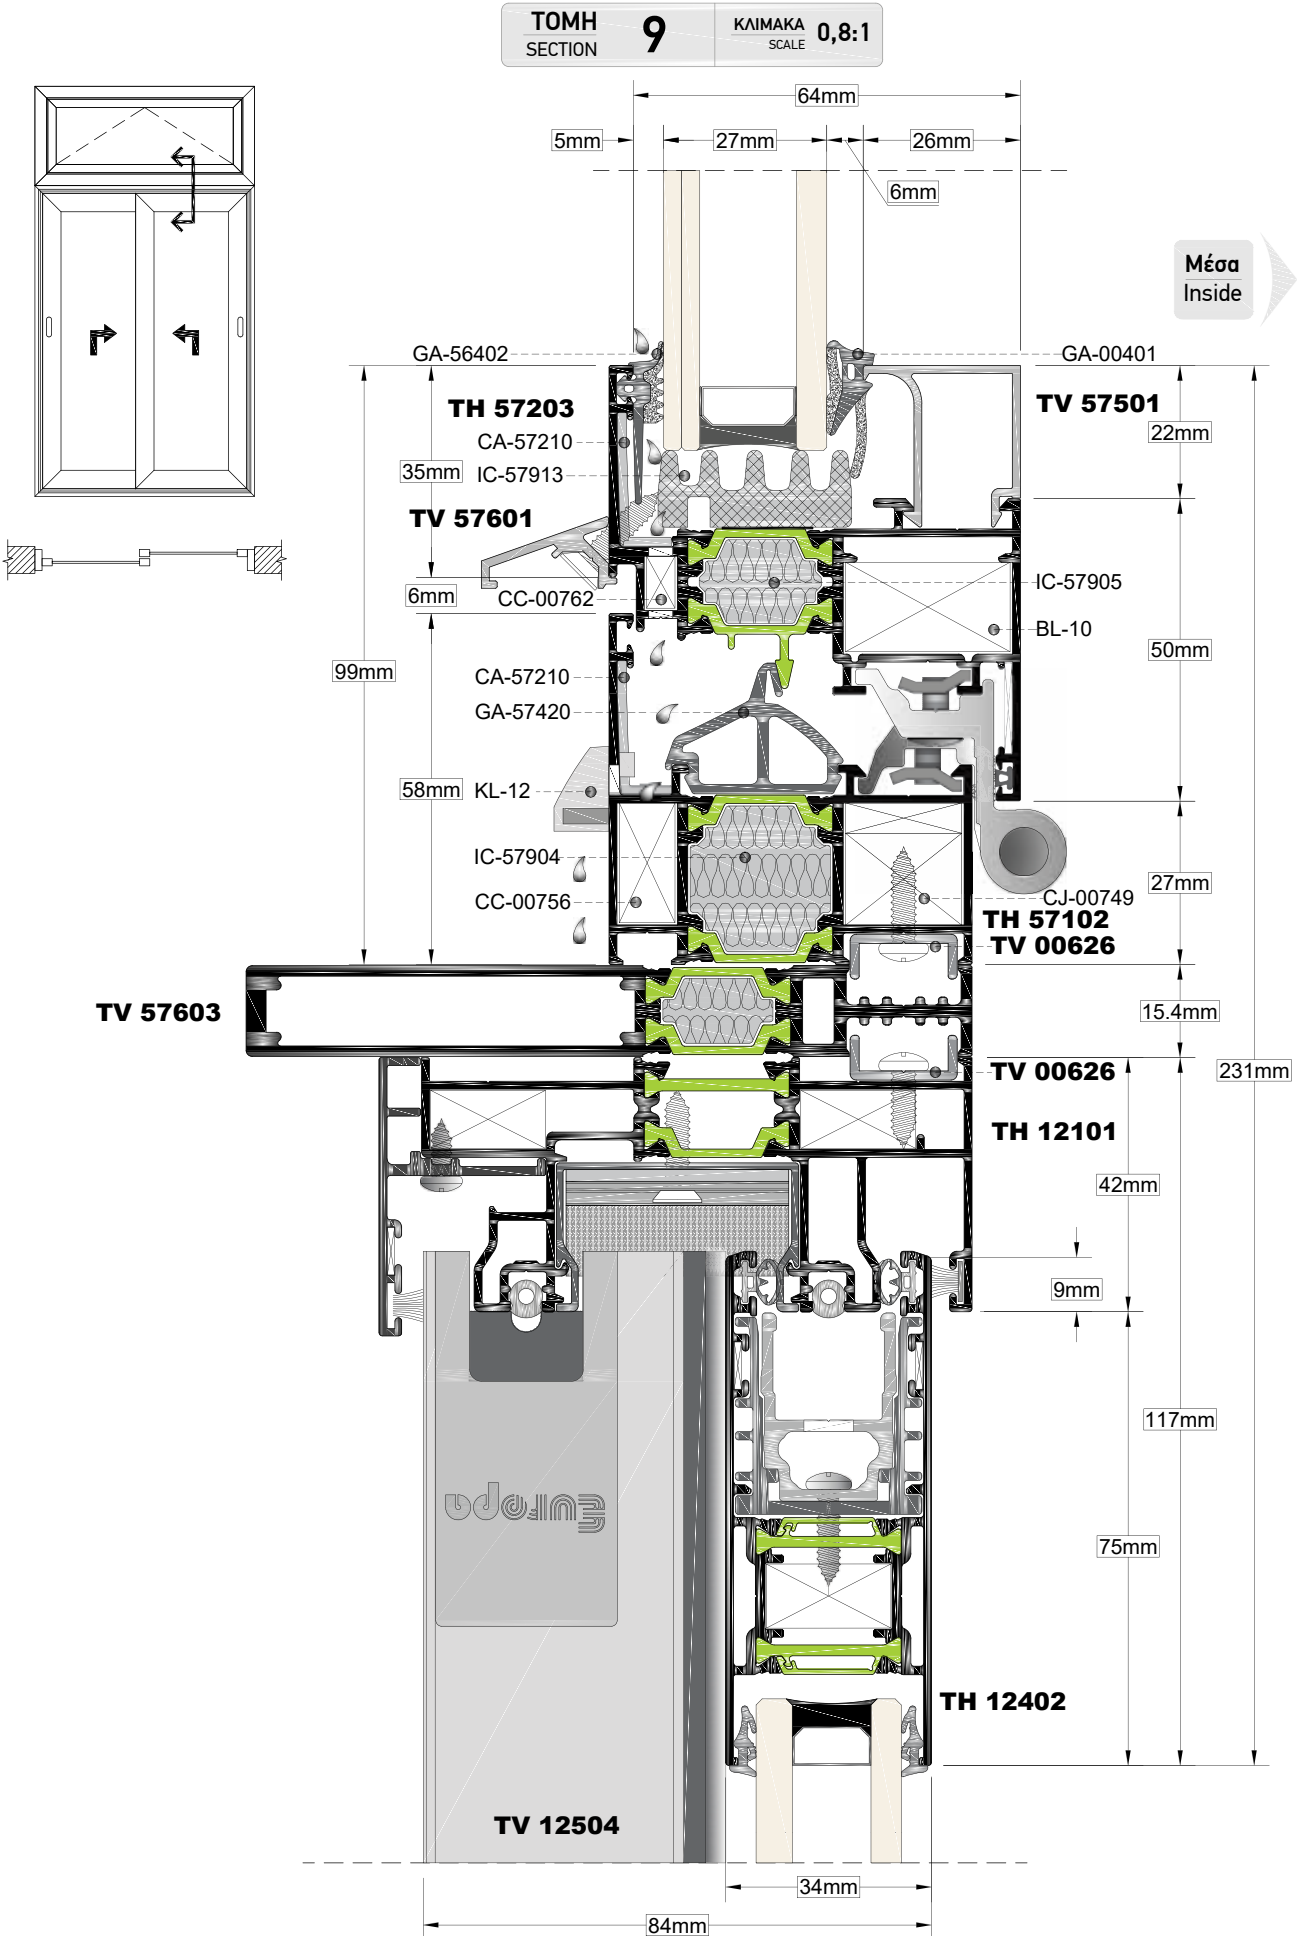 ΤΟΜΗ
SECTION
9
ΚΛΙΜΑΚΑ
SCALE
0,8:1
64mm
5mm
27mm
26mm
6mm
Μέσα
Inside
GA-56402
GA-00401
TH 57203
TV 57501
CA-57210
22mm
35mm
IC-57913
TV 57601
IC-57905
6mm
CC-00762
BL-10
50mm
99mm
CA-57210
GA-57420
58mm
KL-12
IC-57904
27mm
CC-00756
CJ-00749
TH 57102
TV 00626
TV 57603
15.4mm
TV 00626
231mm
TH 12101
42mm
9mm
117mm
Europa
75mm
TH 12402
TV 12504
34mm
84mm